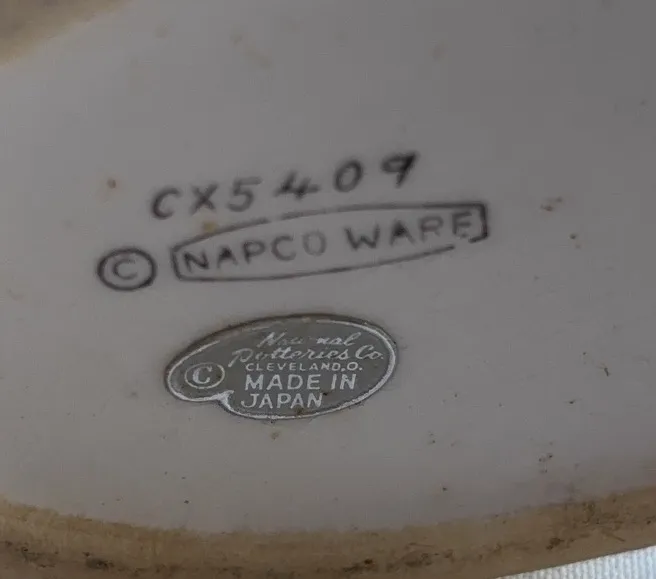 CX5409
© NAPCO WARE
National
Potteries Co.
CLEVELAND.O.
© MADE IN
JAPAN